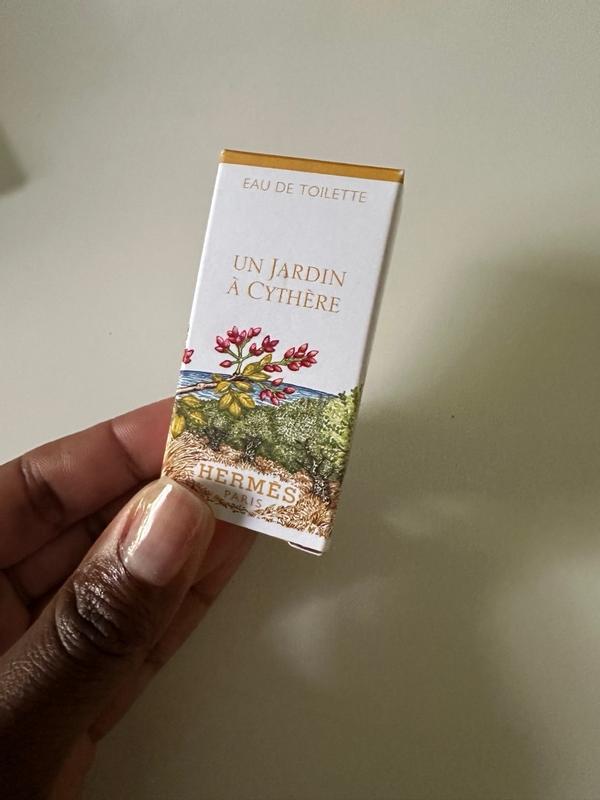 EAU DE TOILETTE
UN JARDIN
À CYTHÈRE
HERMÈS
PARIS